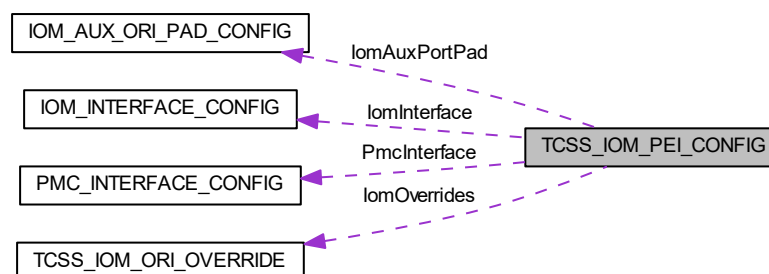 IOM_AUX_ORI_PAD_CONFIG
IomAuxPortPad
IOM_INTERFACE_CONFIG
IomInterface
TCSS_IOM_PEI_CONFIG
PmcInterface
PMC_INTERFACE_CONFIG
IomOverrides
TCSS_IOM_ORI_OVERRIDE